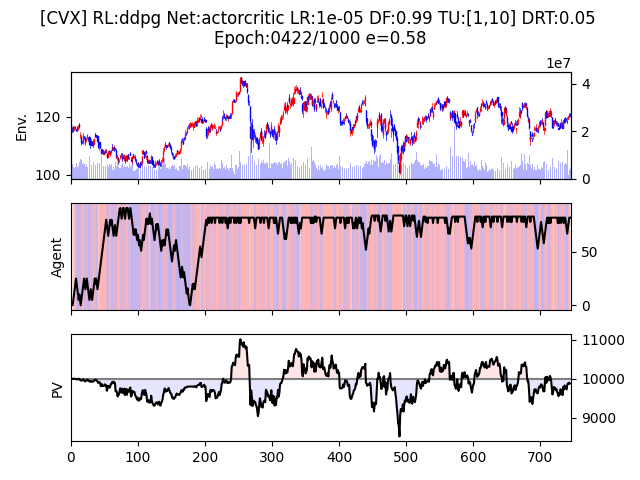 [CVX] RL:ddpg Net:actorcritic LR:1e-05 DF:0.99 TU:[1,10] DRT:0.05
Epoch:0422/1000 e=0.58
1e7
Env.
120
100
4
2
0
Agent
50
0
PV
11000
10000
9000
0 100 200 300 400 500 600 700